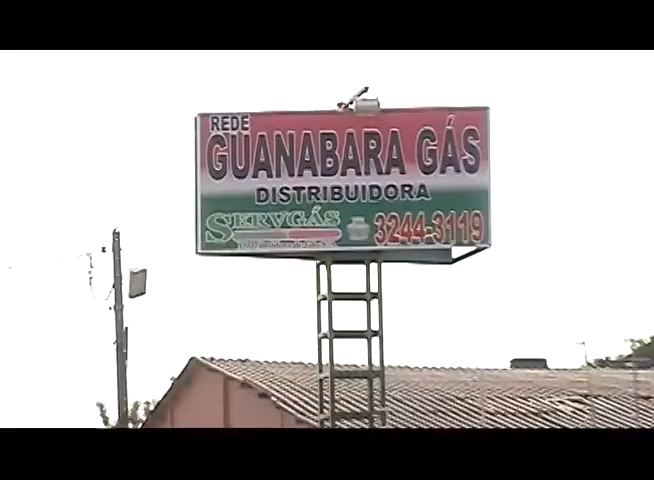 REDE
GUANABARA GÁS
DISTRIBUIDORA
SERVGÁS
3244-3119